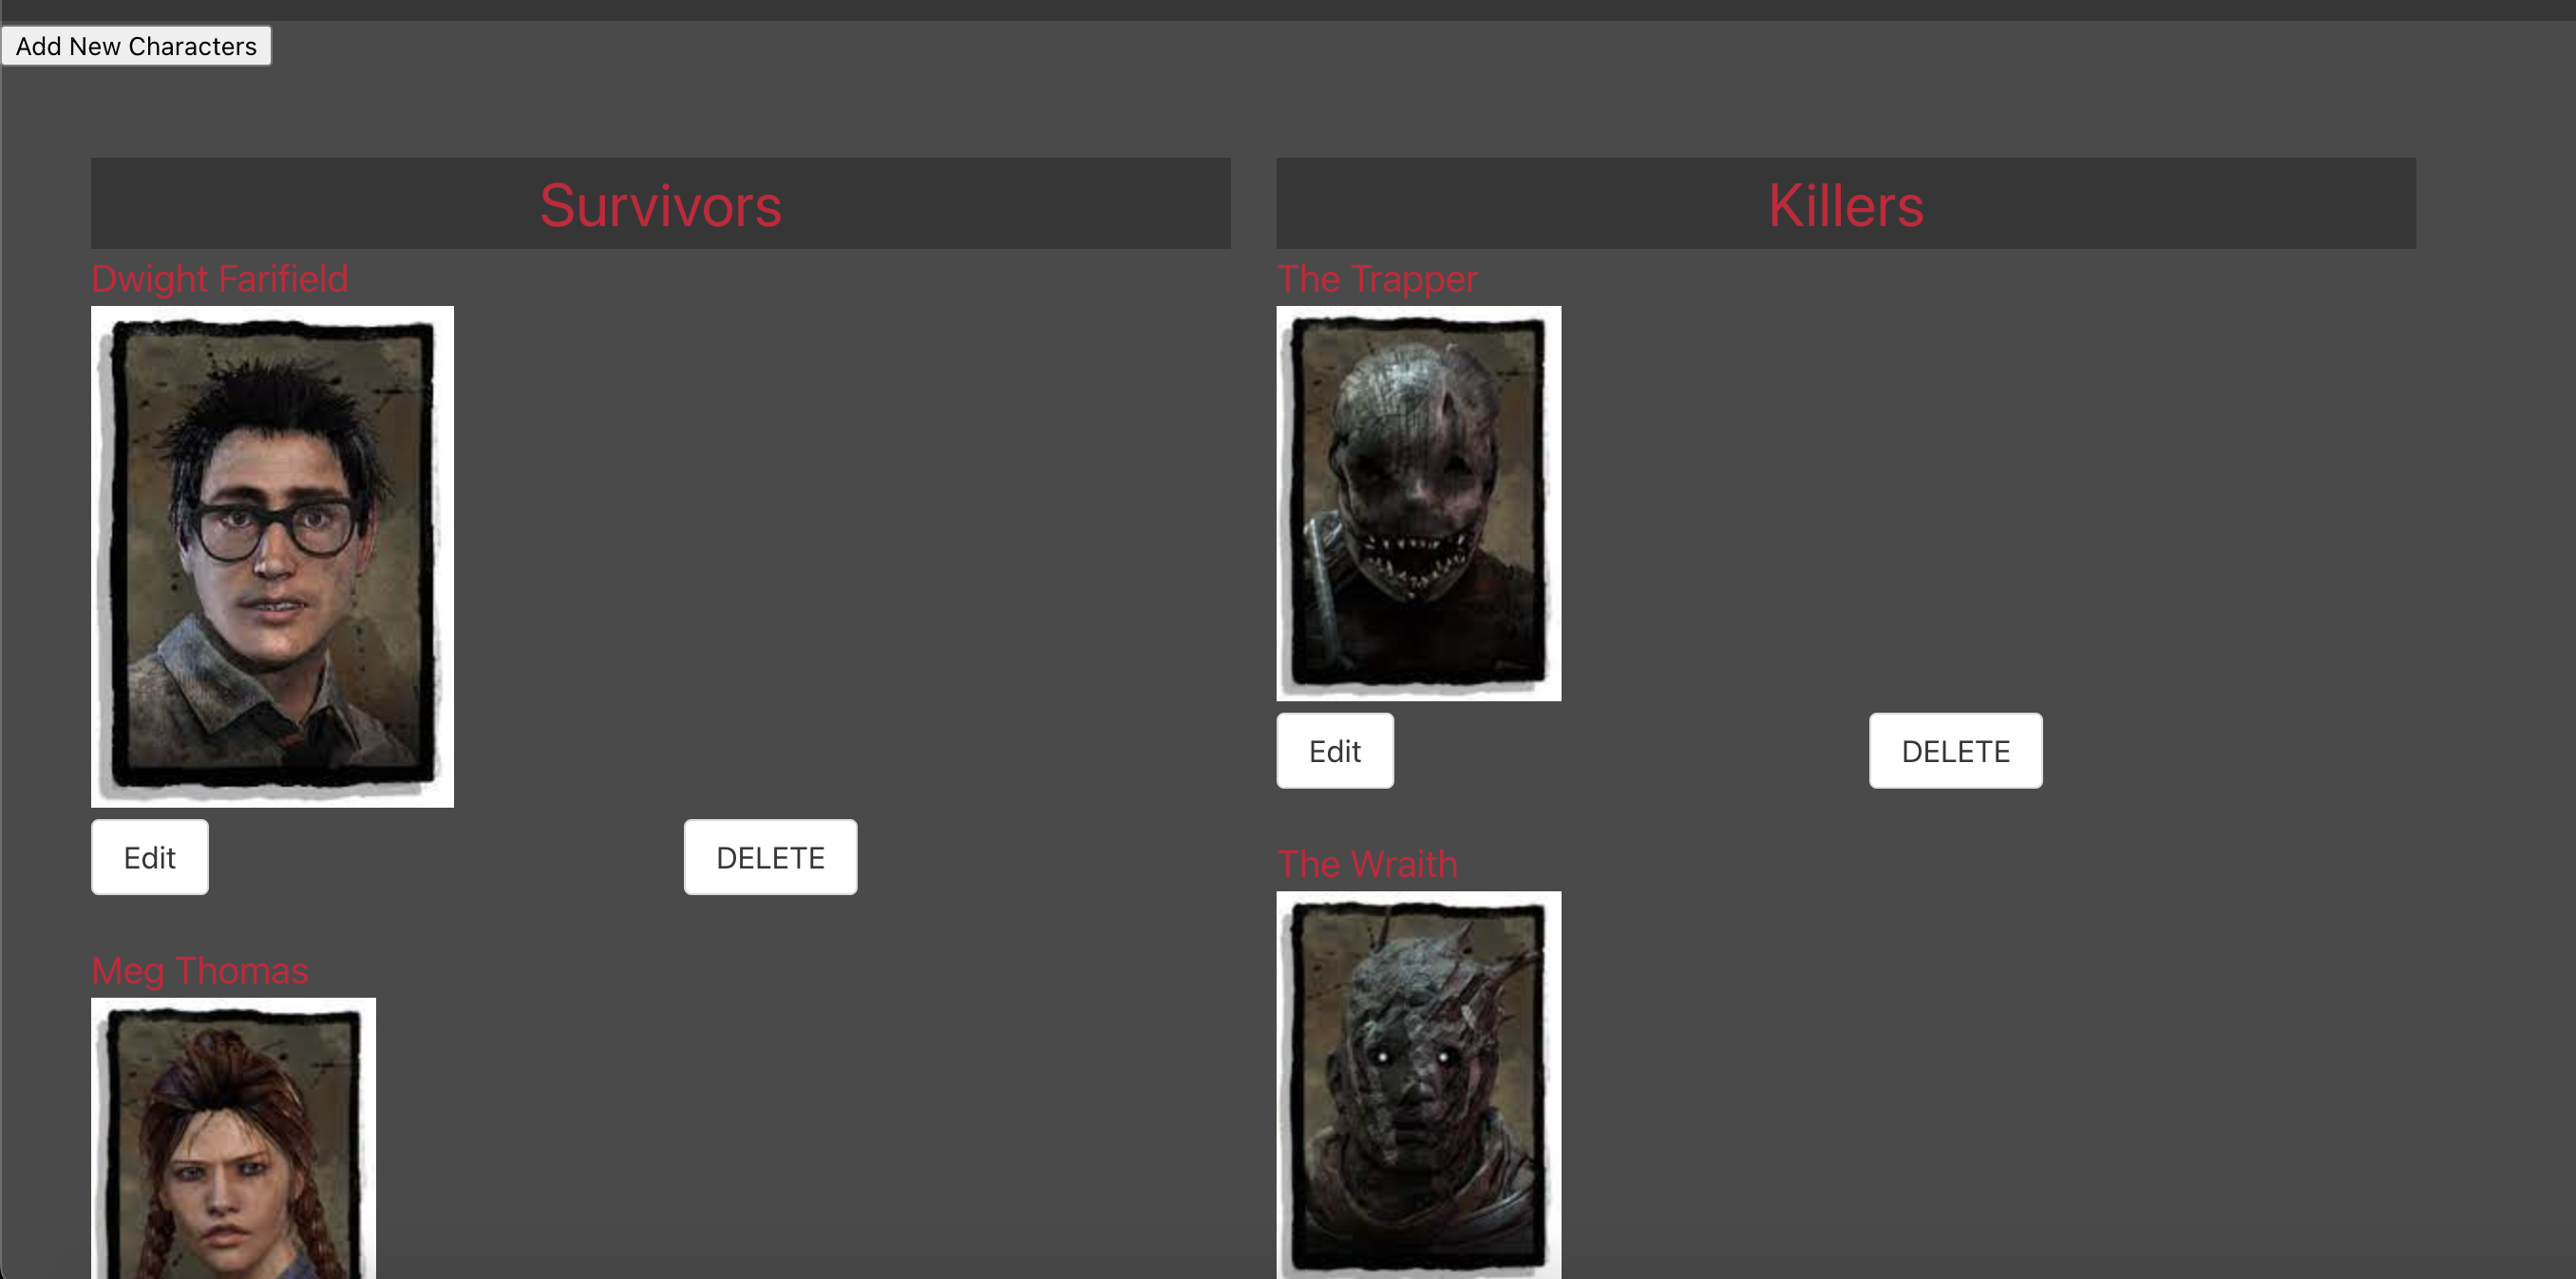 Add New Characters
Survivors
Dwight Farifield
Edit
DELETE
Meg Thomas
Killers
The Trapper
Edit
DELETE
The Wraith